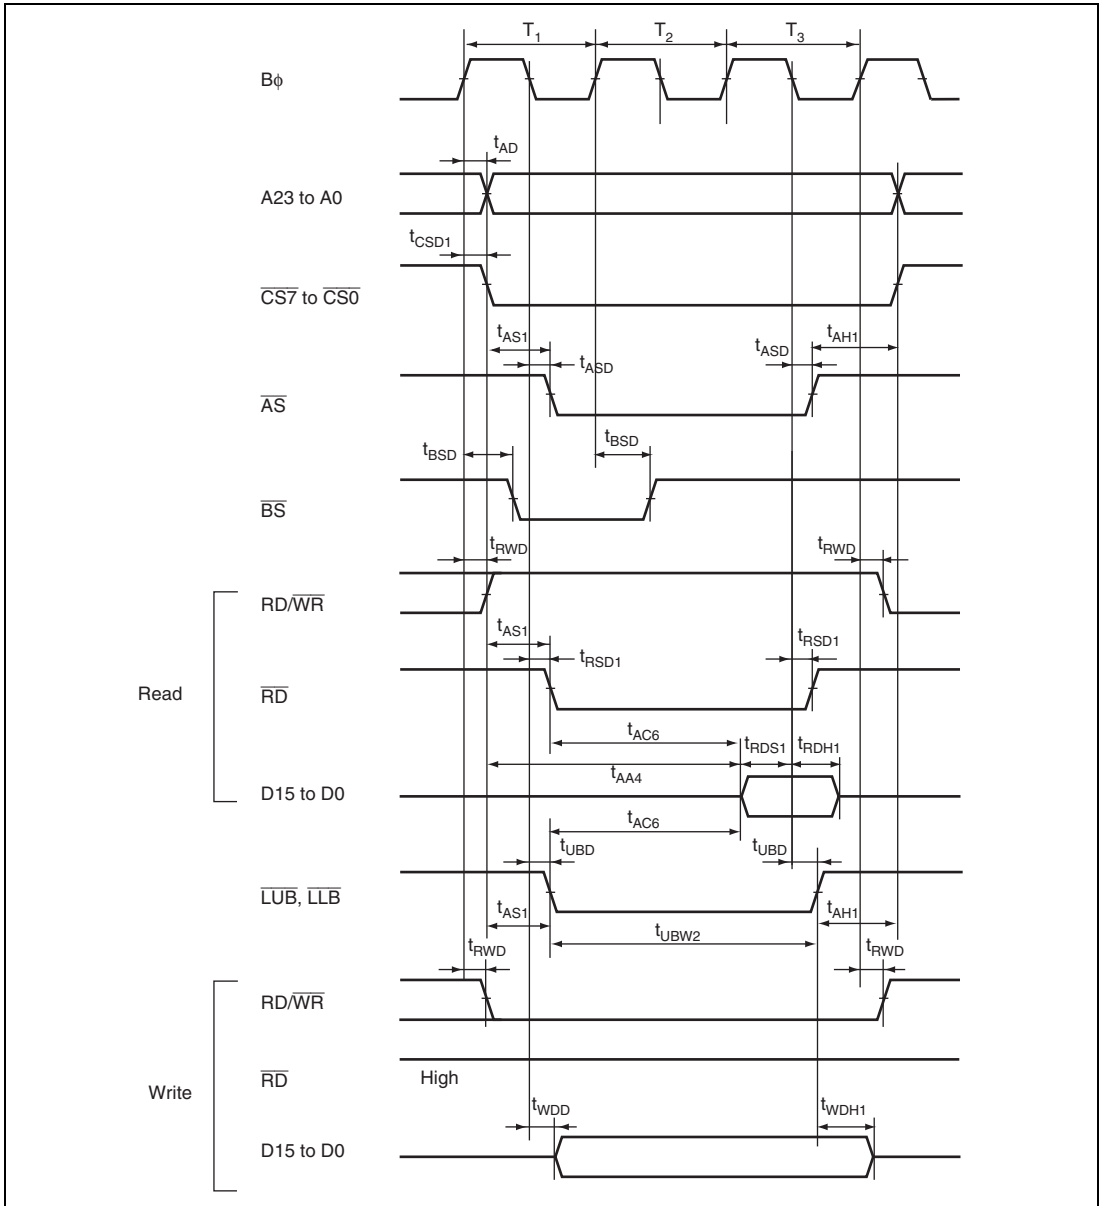 T1 T2 T3
Bϕ
tAD
A23 to A0
tCSD1
CS7 to CS0
tAS1 tASD tASD tAH1
AS
tBSD tBSD
BS
tRWD tRWD
RD/WR
tAS1 tRSD1 tRSD1
Read
RD
tAC6 tRDS1 tRDH1
tAA4
D15 to D0
tAC6
tUBD tUBD
LUB, LLB
tAS1 tUBW2 tAH1
tRWD tRWD
RD/WR
RD High
Write
tWDD tWDH1
D15 to D0